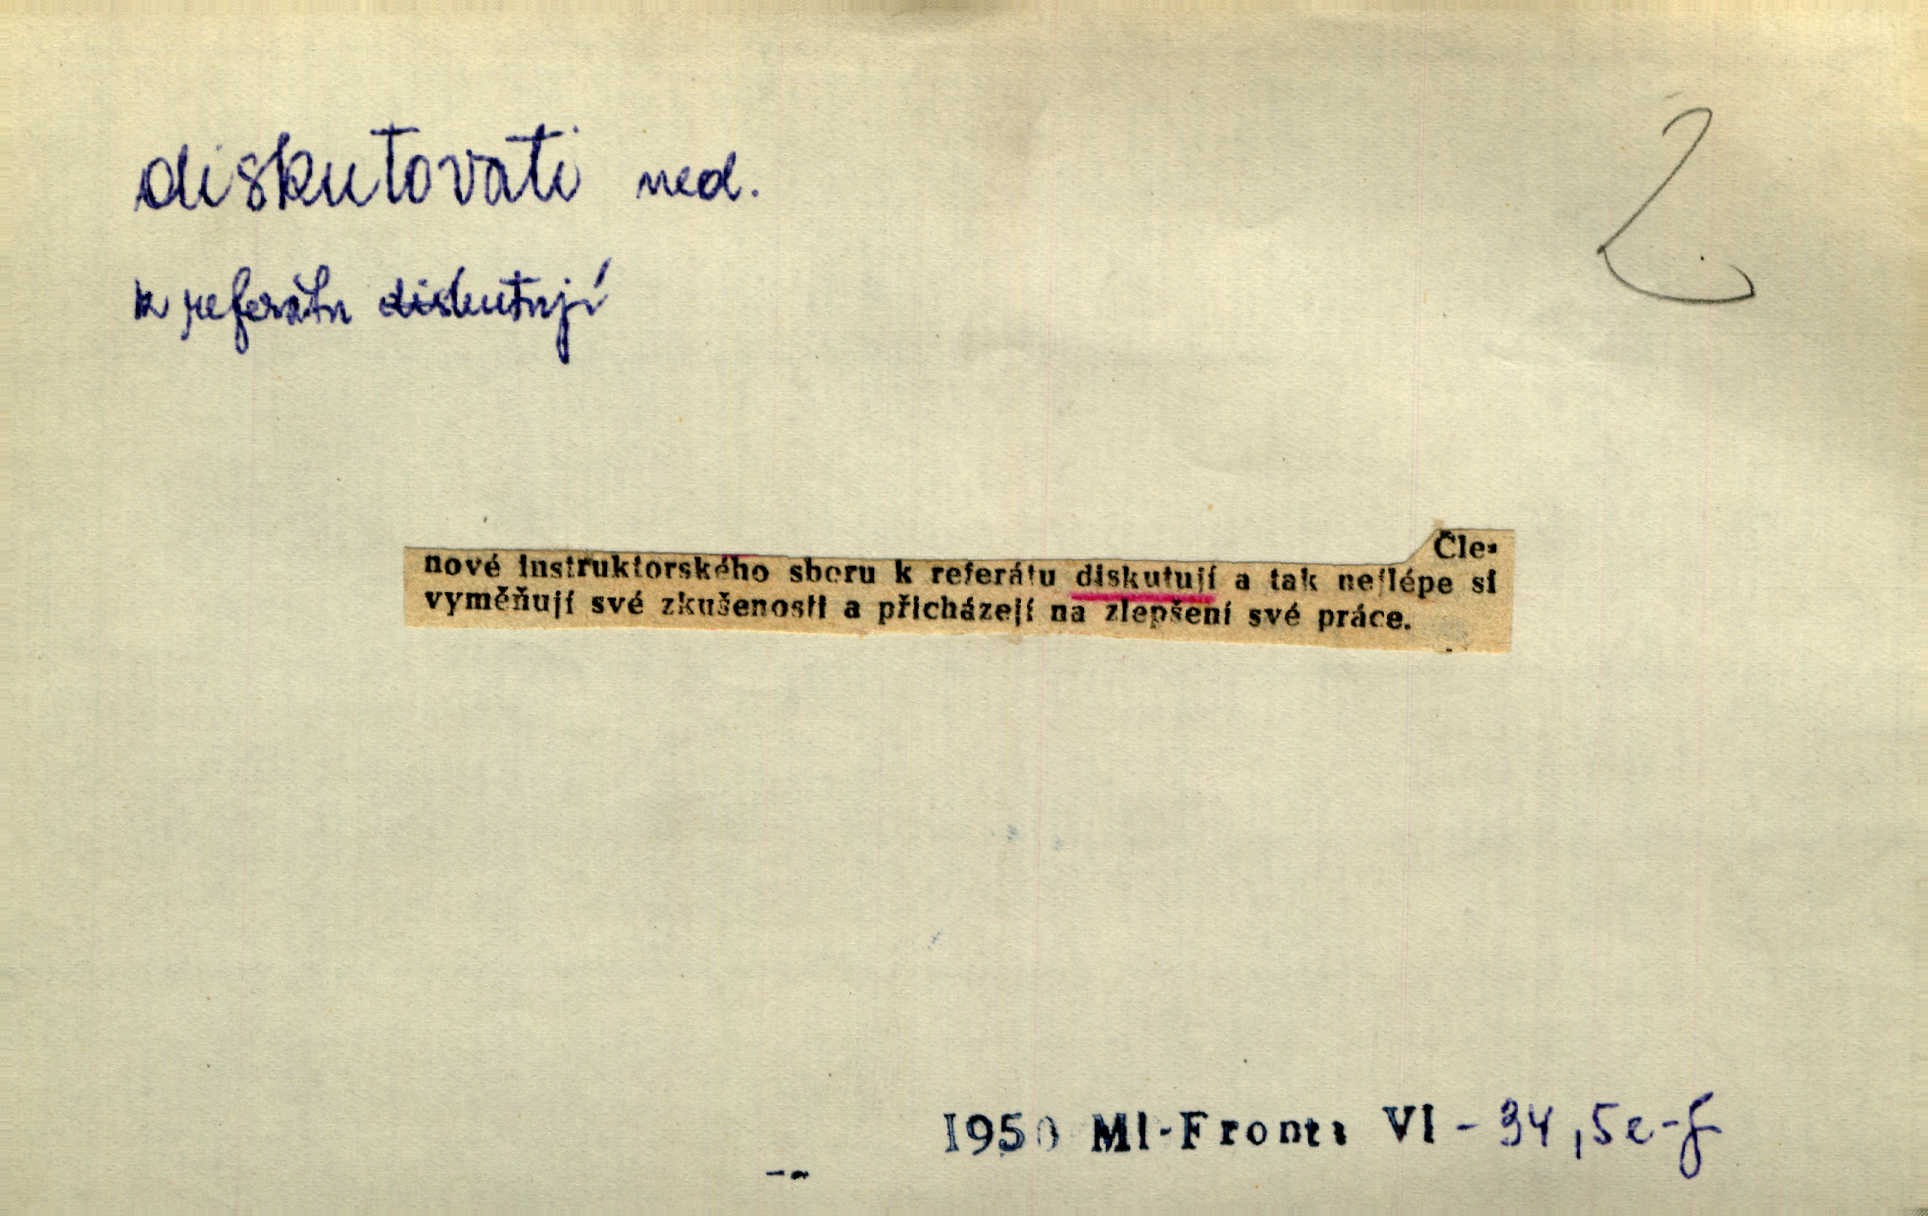 diskutovati ned.
2.
k referátu diskutují
Čle-
nové instruktorského sboru k referátu diskutují a tak nejlépe si
vyměňují své zkušenosti a přicházejí na zlepšení své práce.
1950 Ml-Fronta VI - 34,5e-f